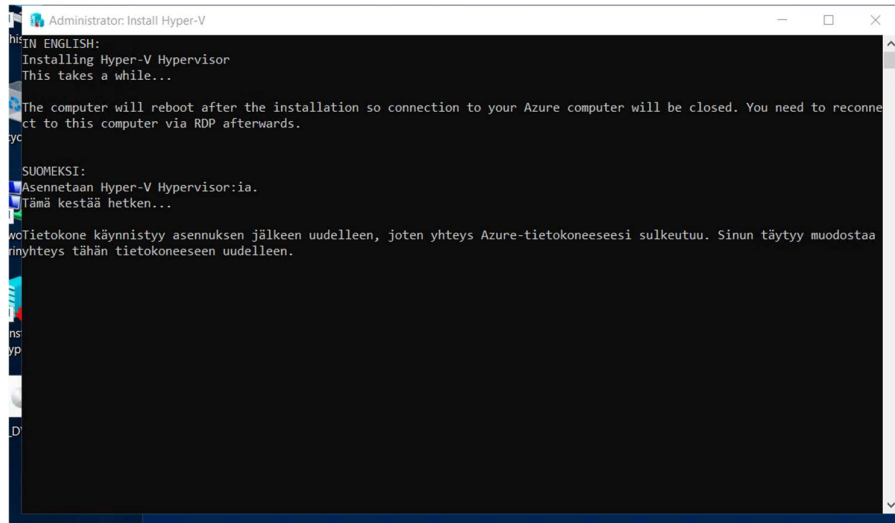 Administrator: Install Hyper-V
IN ENGLISH:
Installing Hyper-V Hypervisor
This takes a while...
The computer will reboot after the installation so connection to your Azure computer will be closed. You need to reconne
ct to this computer via RDP afterwards.
SUOMEKSI:
Asennetaan Hyper-V Hypervisor:ia.
Tämä kestää hetken...
Tietokone käynnistyy asennuksen jälkeen uudelleen, joten yhteys Azure-tietokoneeseesi sulkeutuu. Sinun täytyy muodostaa
yhteys tähän tietokoneeseen uudelleen.